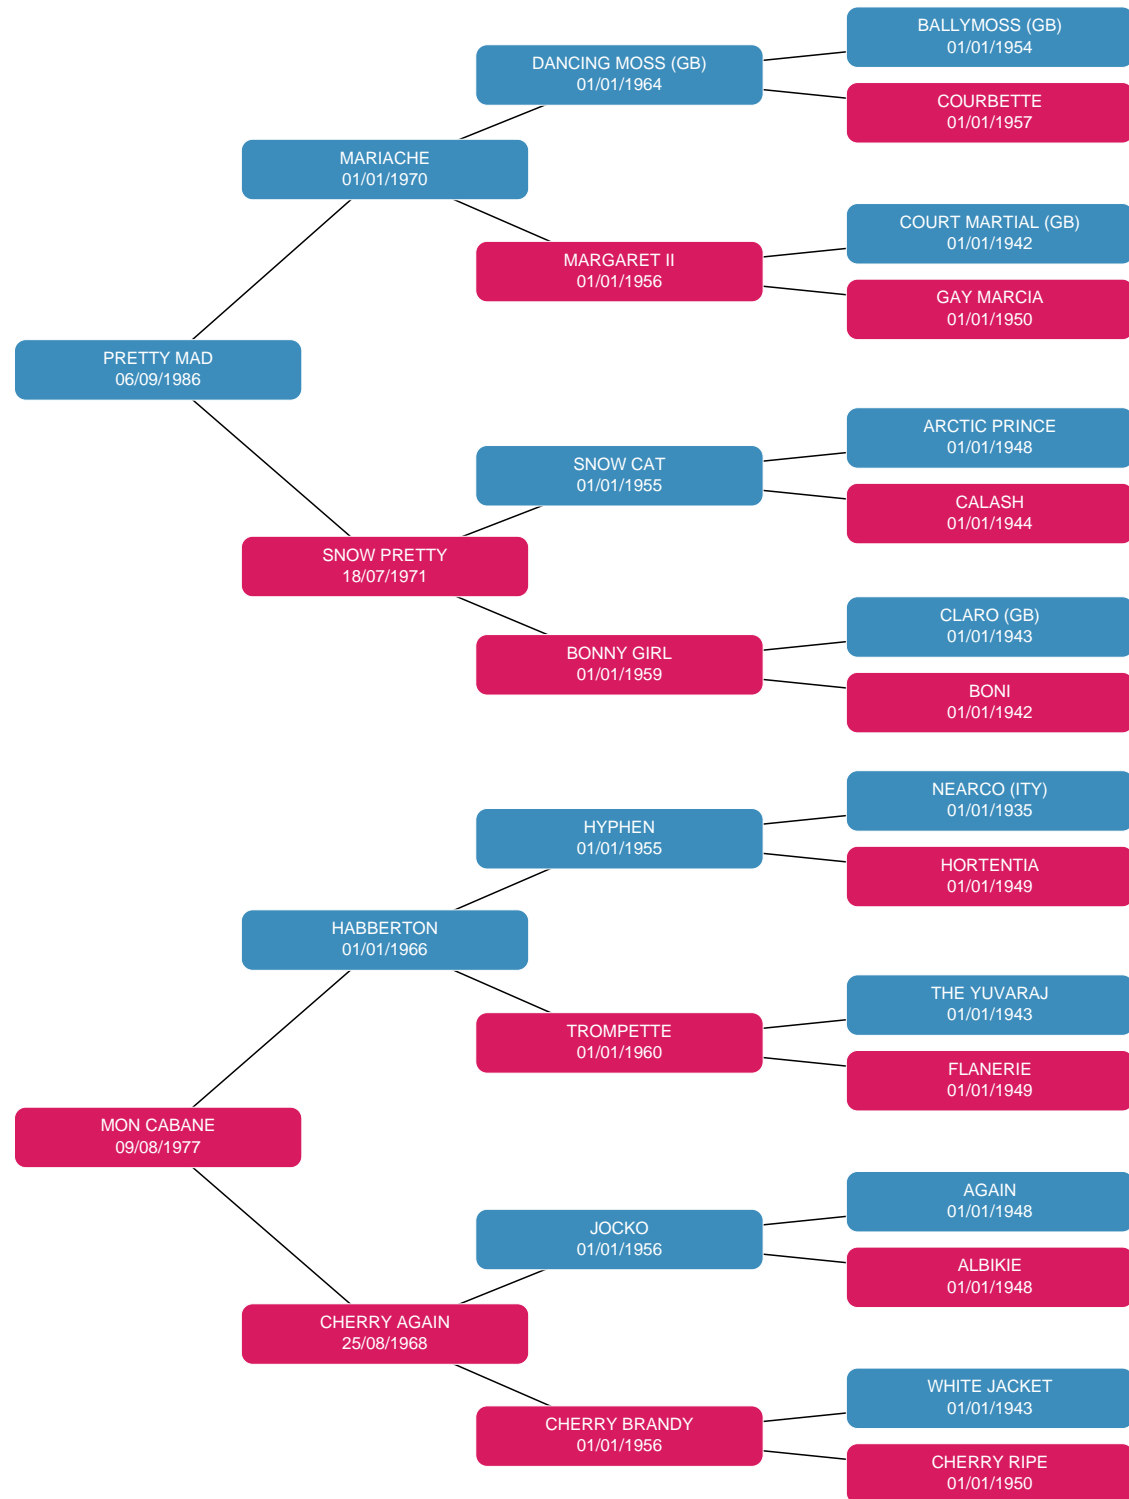 BALLYMOSS (GB)
01/01/1954
DANCING MOSS (GB)
01/01/1964
COURBETTE
01/01/1957
MARIACHE
01/01/1970
COURT MARTIAL (GB)
01/01/1942
MARGARET II
01/01/1956
GAY MARCIA
01/01/1950
PRETTY MAD
06/09/1986
ARCTIC PRINCE
01/01/1948
SNOW CAT
01/01/1955
CALASH
01/01/1944
SNOW PRETTY
18/07/1971
CLARO (GB)
01/01/1943
BONNY GIRL
01/01/1959
BONI
01/01/1942
NEARCO (ITY)
01/01/1935
HYPHEN
01/01/1955
HORTENTIA
01/01/1949
HABBERTON
01/01/1966
THE YUVARAJ
01/01/1943
TROMPETTE
01/01/1960
FLANERIE
01/01/1949
MON CABANE
09/08/1977
AGAIN
01/01/1948
JOCKO
01/01/1956
ALBIKIE
01/01/1948
CHERRY AGAIN
25/08/1968
WHITE JACKET
01/01/1943
CHERRY BRANDY
01/01/1956
CHERRY RIPE
01/01/1950